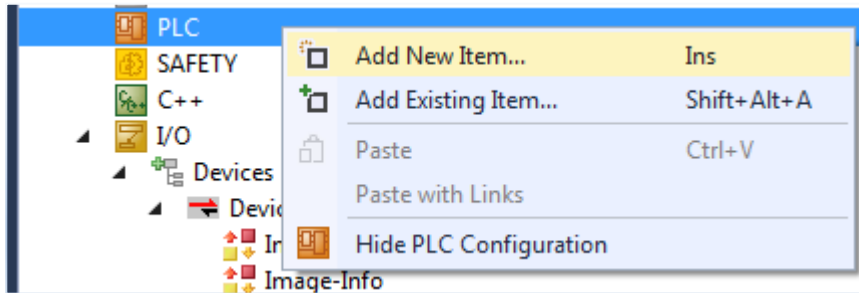 PLC
SAFETY
C++
I/O
Devices
Image-Info
Add New Item... Ins
Add Existing Item... Shift+Alt+A
Paste Ctrl+V
Paste with Links
Hide PLC Configuration